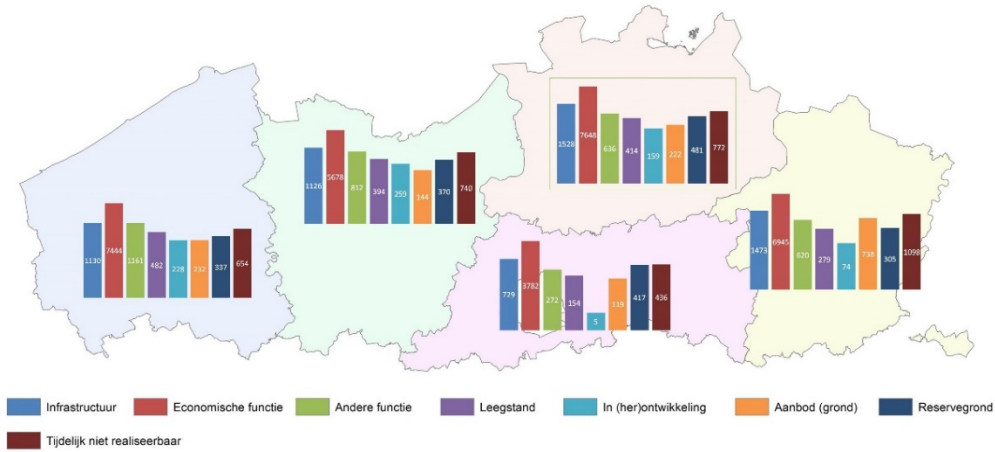 1528 7648 636 414 159 222 481 772
1126 5678 812 394 259 144 370 740
1473 6945 620 279 74 738 305 1098
1130 7444 1161 482 228 232 337 654
779 3782 272 154 5 139 417 436
Infrastructuur Economische functie Andere functie Leegstand In (her)ontwikkeling Aanbod (grond) Reservegrond
Tijdelijk niet realiseerbaar